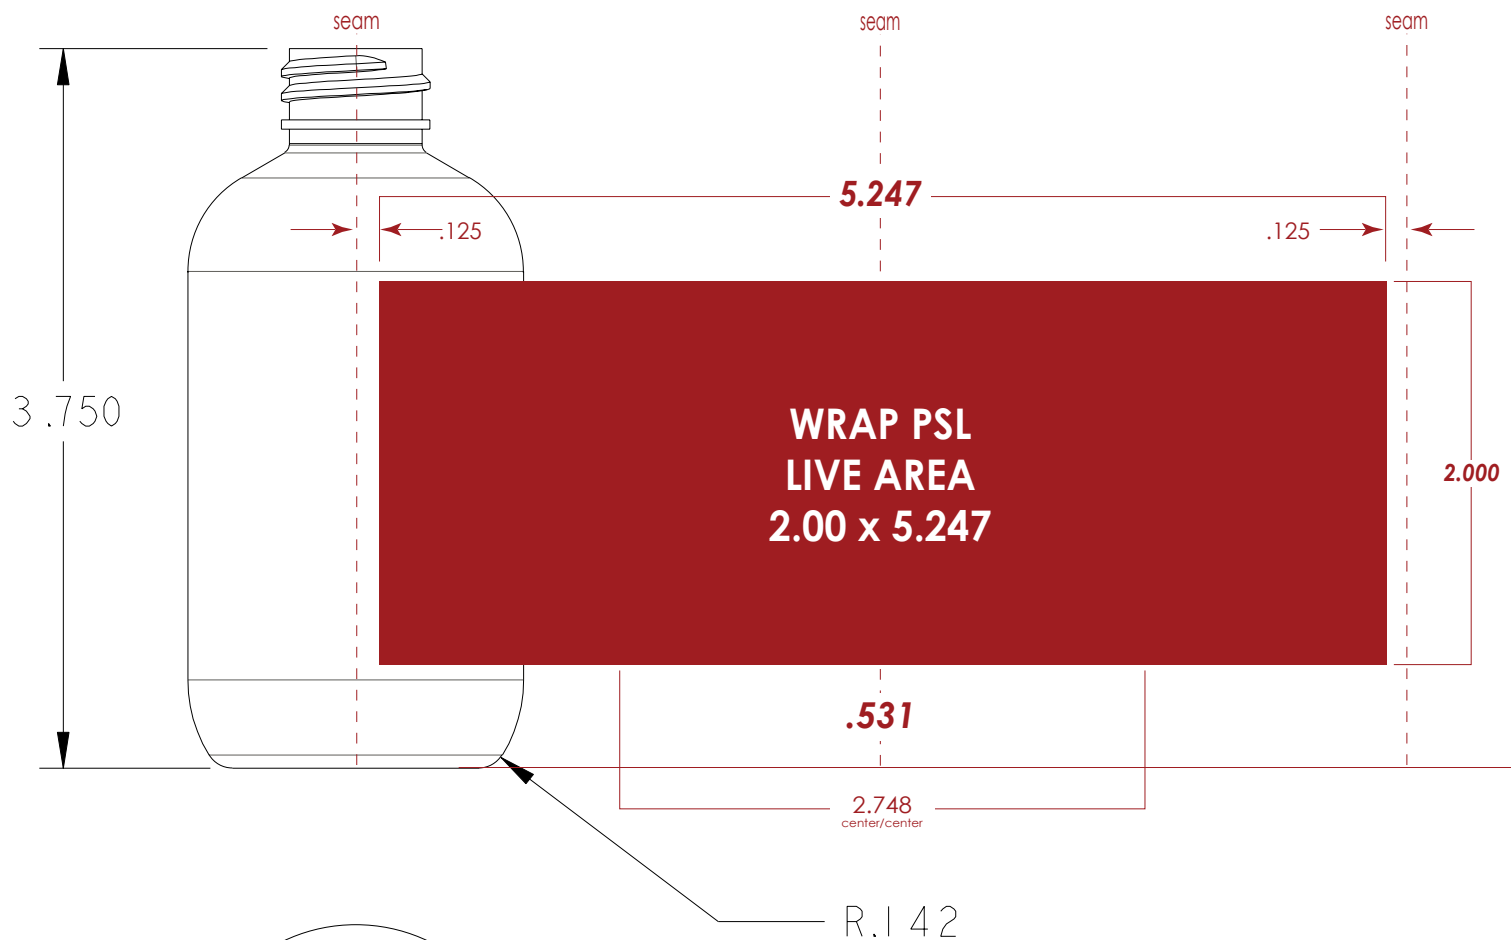 seam
seam
seam
5.247
.125
.125
3.750
WRAP PSL
LIVE AREA
2.00 x 5.247
2.000
.531
2.748
center/center
R.142